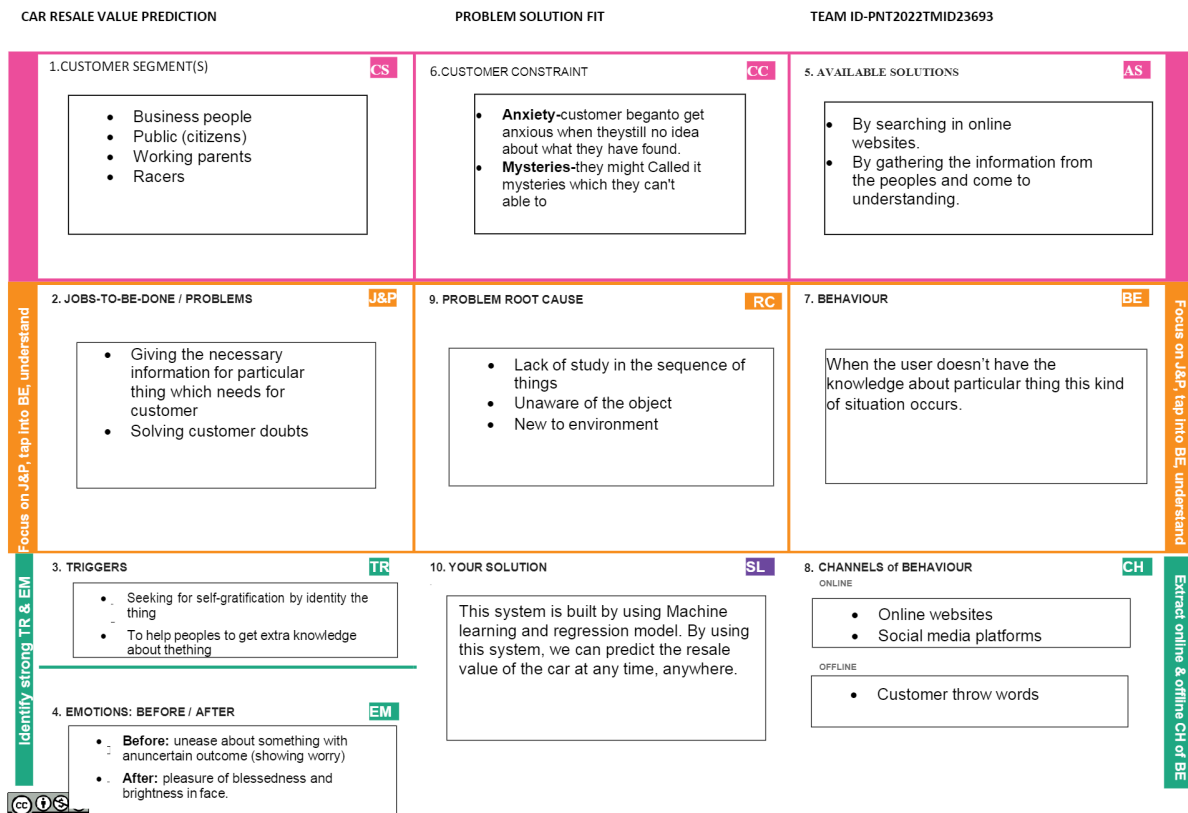 CAR RESALE VALUE PREDICTION
PROBLEM SOLUTION FIT
TEAM ID-PNT2022TMID23693
1.CUSTOMER SEGMENT(S)
CS
Business people
Public (citizens)
Working parents
Racers
6.CUSTOMER CONSTRAINT
CC
Anxiety-customer beganto get
anxious when theystill no idea
about what they have found.
Mysteries-they might Called it
mysteries which they can't
able to
5. AVAILABLE SOLUTIONS
AS
By searching in online
websites.
By gathering the information from
the peoples and come to
understanding.
Focus on J&P, tap into BE, understand
2. JOBS-TO-BE-DONE / PROBLEMS
J&P
Giving the necessary
information for particular
thing which needs for
customer
Solving customer doubts
9. PROBLEM ROOT CAUSE
RC
Lack of study in the sequence of
things
Unaware of the object
New to environment
7. BEHAVIOUR
BE
When the user doesn’t have the
knowledge about particular thing this kind
of situation occurs.
Focus on J&P, tap into BE, understand
Identify strong TR & EM
3. TRIGGERS
TR
Seeking for self-gratification by identity the
thing
To help peoples to get extra knowledge
about thething
4. EMOTIONS: BEFORE / AFTER
EM
Before: unease about something with
anuncertain outcome (showing worry)
After: pleasure of blessedness and
brightness in face.
10. YOUR SOLUTION
SL
This system is built by using Machine
learning and regression model. By using
this system, we can predict the resale
value of the car at any time, anywhere.
8. CHANNELS of BEHAVIOUR
CH
ONLINE
Online websites
Social media platforms
OFFLINE
Customer throw words
Extract online & offline CH of BE
cc